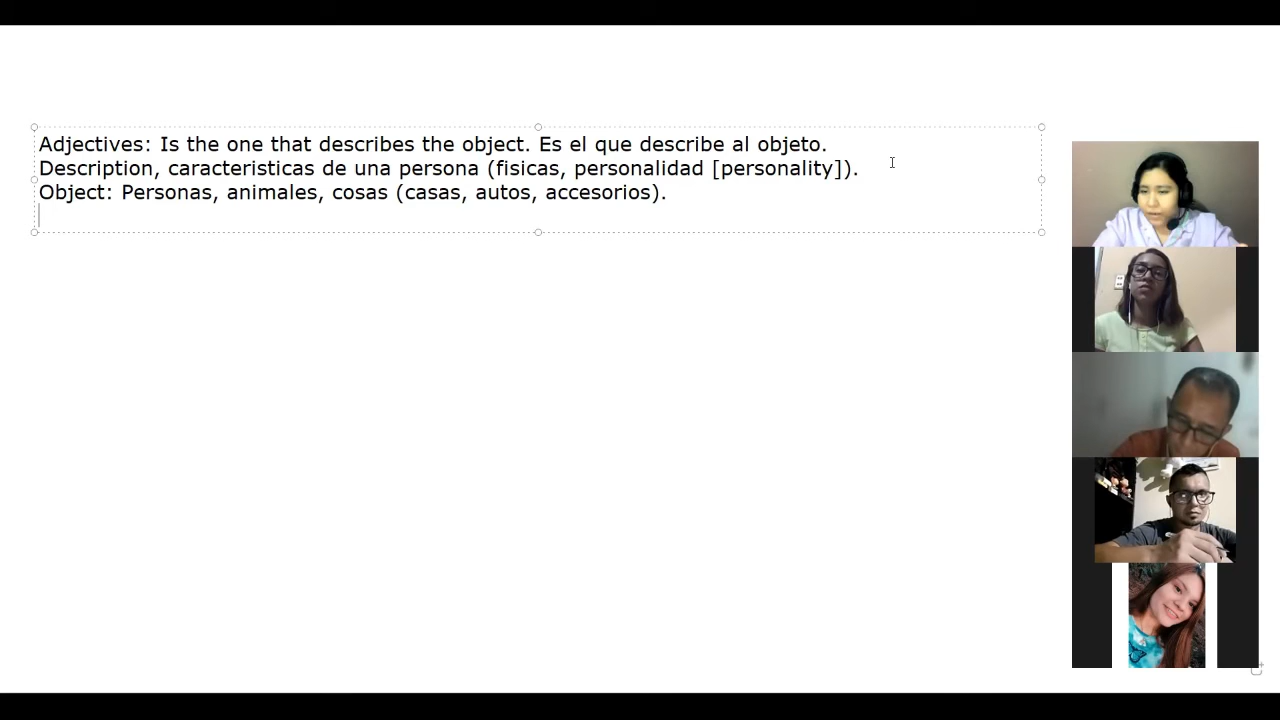 Adjectives: Is the one that describes the object. Es el que describe al objeto.
Description, caracteristicas de una persona (fisicas, personalidad [personality]).
Object: Personas, animales, cosas (casas, autos, accesorios).